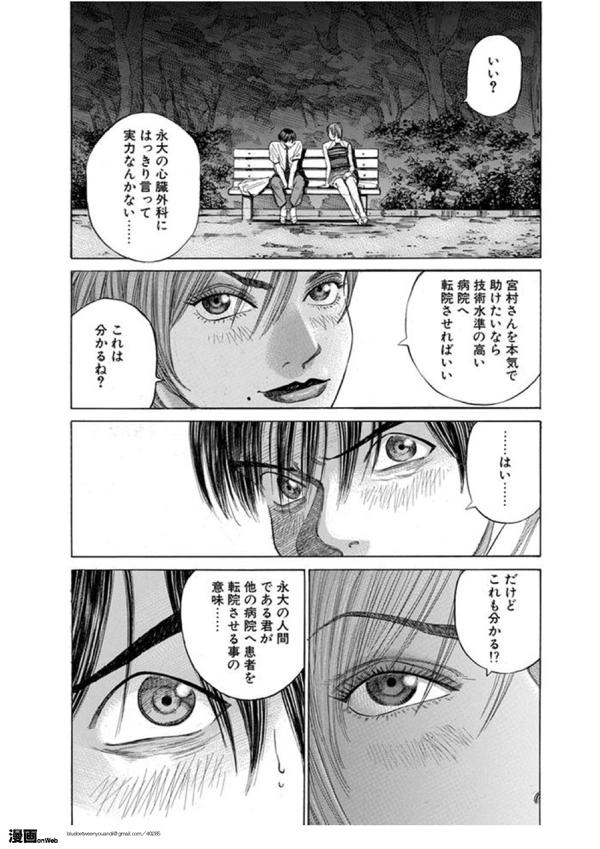 いい？
永大の心臓外科に
はっきり言って
実力なんかない……
宮村さんを本気で
助けたいなら
技術水準の高い
病院へ
転院させればいい
これは
分かるね？
……はい……
だけど
これも分かる!?
永大の人間
である君が
他の病院へ患者を
転院させる事の
意味……
漫画onWeb
bluebetweenyouandi@gmail.com/40285